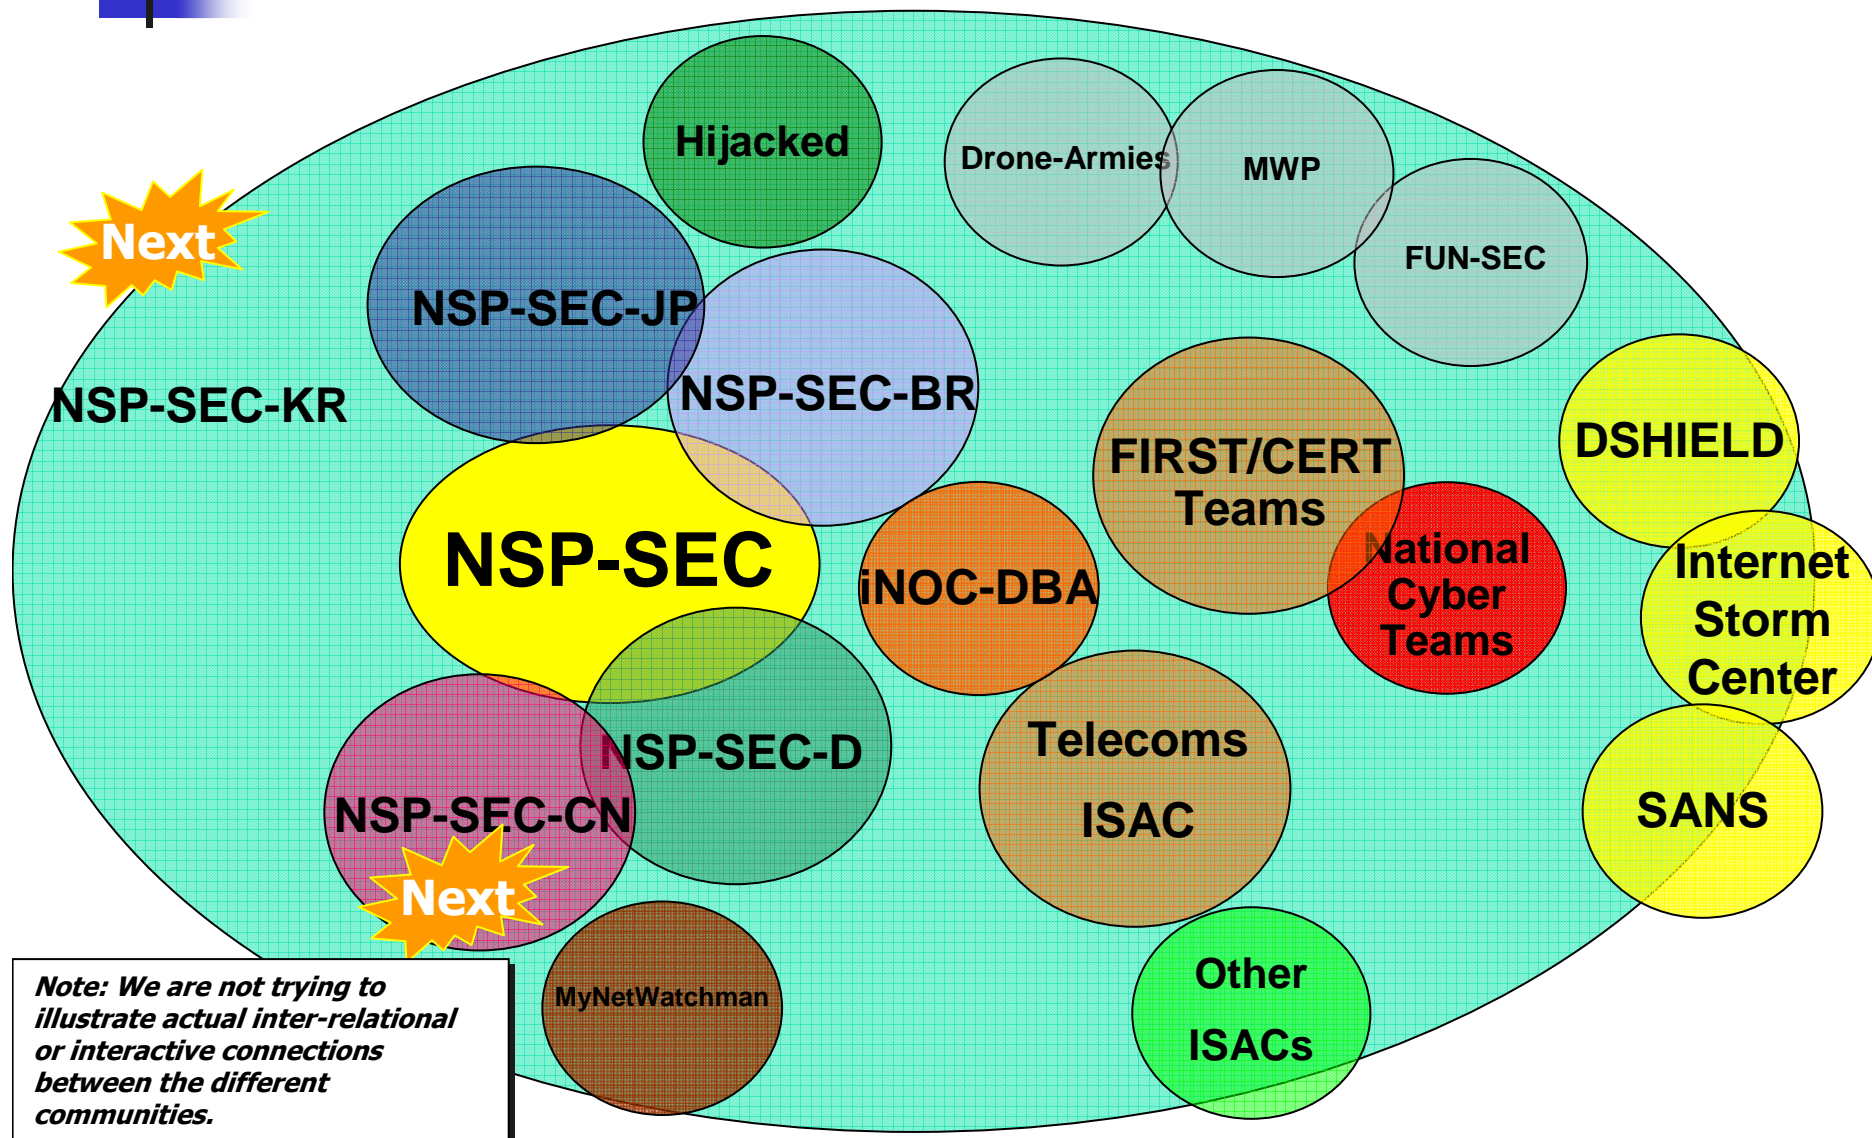 Hijacked
Drone-Armies
MWP
FUN-SEC
Next
NSP-SEC-JP
NSP-SEC-KR
NSP-SEC-BR
FIRST/CERT
Teams
DSHIELD
NSP-SEC
iNOC-DBA
National
Cyber
Teams
Internet
Storm
Center
NSP-SEC-D
Telecoms
ISAC
NSP-SEC-CN
SANS
Next
MyNetWatchman
Other
ISACs
Note: We are not trying to
illustrate actual inter-relational
or interactive connections
between the different
communities.